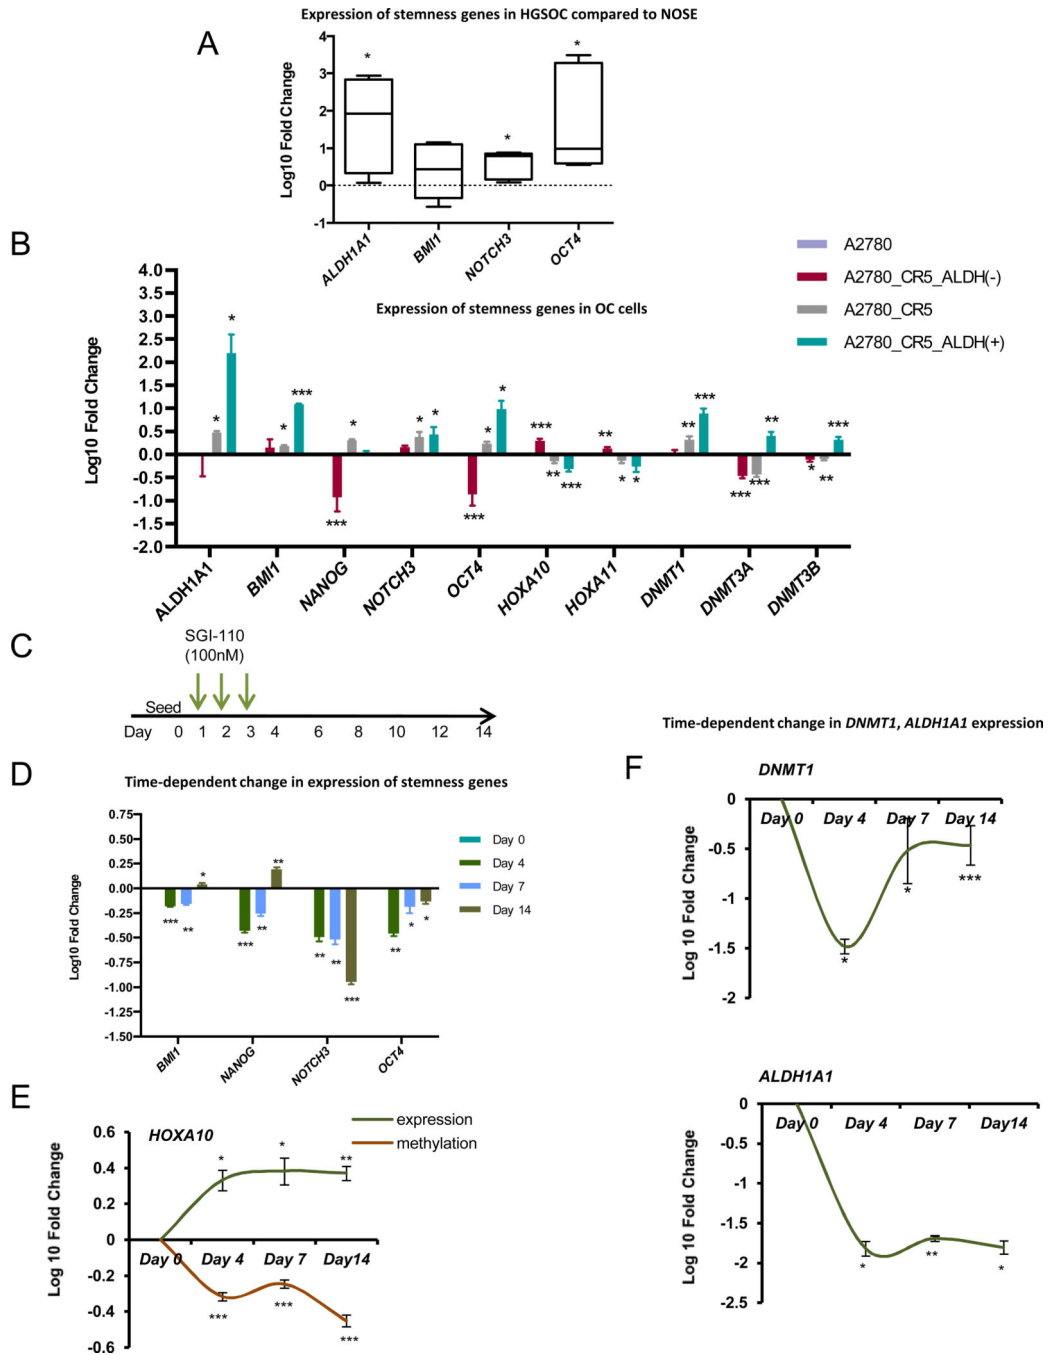 Expression of stemness genes in HGSOC compared to NOSE
A
Log10 Fold Change
4
3
2
1
0
-1
*
*
*
ALDH1A1
BMI1
NOTCH3
OCT4
B
A2780
A2780_CR5_ALDH(-)
A2780_CR5
A2780_CR5_ALDH(+)
Expression of stemness genes in OC cells
Log10 Fold Change
4.0
3.5
3.0
2.5
2.0
1.5
1.0
0.5
0.0
-0.5
-1.0
-1.5
-2.0
* *
* ***
*** *
* *
*** * *
*** ** ***
** * *
** ***
*** *** **
* ** ***
ALDH1A1
BMI1
NANOG
NOTCH3
OCT4
HOXA10
HOXA11
DNMT1
DNMT3A
DNMT3B
C
SGI-110
(100nM)
Seed
Day 0 1 2 3 4 6 8 10 12 14
D
Time-dependent change in expression of stemness genes
Log10 Fold Change
0.75
0.50
0.25
0.00
-0.25
-0.50
-0.75
-1.00
-1.25
-1.50
*** ** *
*** ** **
** ** ***
** * *
BMI1
NANOG
NOTCH3
OCT4
Day 0
Day 4
Day 7
Day 14
E
HOXA10
expression
methylation
Log 10 Fold Change
0.6
0.4
0.2
0
-0.2
-0.4
-0.6
* * **
Day 0 Day 4 Day 7 Day14
*** *** ***
Time-dependent change in DNMT1, ALDH1A1 expression
F
DNMT1
Log 10 Fold Change
0
-0.5
-1
-1.5
-2
Day 0 Day 4 Day 7 Day 14
* * ***
ALDH1A1
Log 10 Fold Change
0
-0.5
-1
-1.5
-2
-2.5
Day 0 Day 4 Day 7 Day14
* ** *